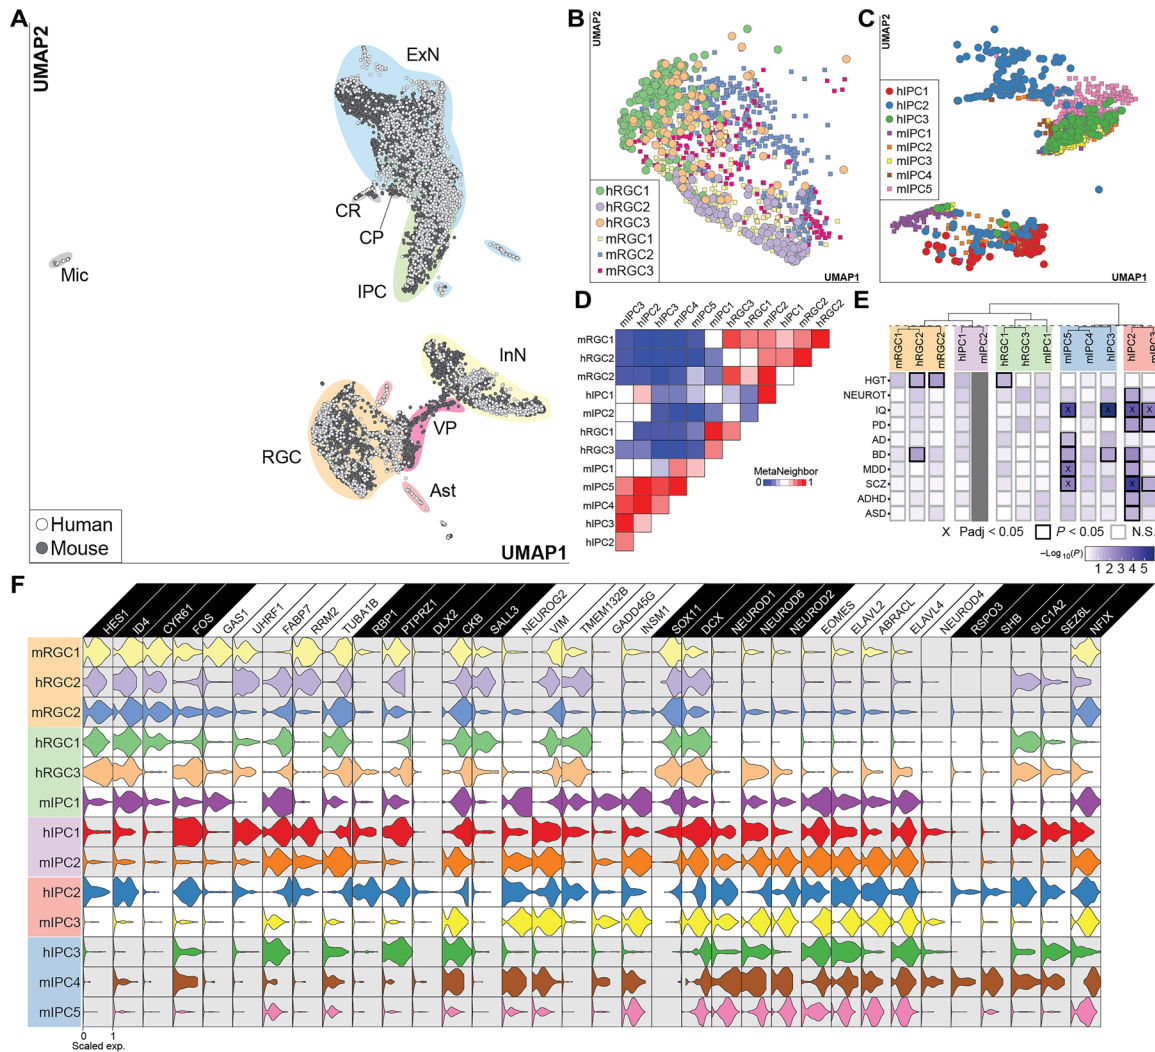 A
UMAP2
ExN
CR
CP
Mic
IPC
InN
VP
RGC
Ast
Human
Mouse
UMAP1
B
UMAP2
hRGC1
hRGC2
hRGC3
mRGC1
mRGC2
mRGC3
UMAP1
C
UMAP2
hIPC1
hIPC2
hIPC3
mIPC1
mIPC2
mIPC3
mIPC4
mIPC5
UMAP1
D
mIPC3
hIPC2
hIPC3
mIPC4
mIPC5
mIPC1
hRGC3
hRGC1
mIPC2
hIPC1
mRGC2
hRGC2
mRGC1
hRGC2
mRGC2
hIPC1
mIPC2
hRGC1
hRGC3
mIPC1
mIPC5
mIPC4
hIPC3
hIPC2
MetaNeighbor
0 1
E
mRGC1
hRGC2
mRGC2
hIPC1
mIPC2
hRGC1
hRGC3
mIPC1
mIPC5
mIPC4
hIPC3
hIPC2
mIPC3
HGT
NEUROT
IQ
PD
AD
BD
MDD
SCZ
ADHD
ASD
X Padj < 0.05 P < 0.05 N.S.
−Log10(P)
1 2 3 4 5
F
HES1
ID4
CYR61
FOS
GAS1
UHRF1
FABP7
RRM2
TUBA1B
RBP1
PTPRZ1
DLX2
CKB
SALL3
NEUROG2
VIM
TMEM132B
GADD45G
INSM1
SOX11
DCX
NEUROD1
NEUROD6
NEUROD2
EOMES
ELAVL2
ABRACL
ELAVL4
NEUROD4
RSPO3
SHB
SLC1A2
SEZ6L
NFIX
mRGC1
hRGC2
mRGC2
hRGC1
hRGC3
mIPC1
hIPC1
mIPC2
hIPC2
mIPC3
hIPC3
mIPC4
mIPC5
0 1
Scaled exp.